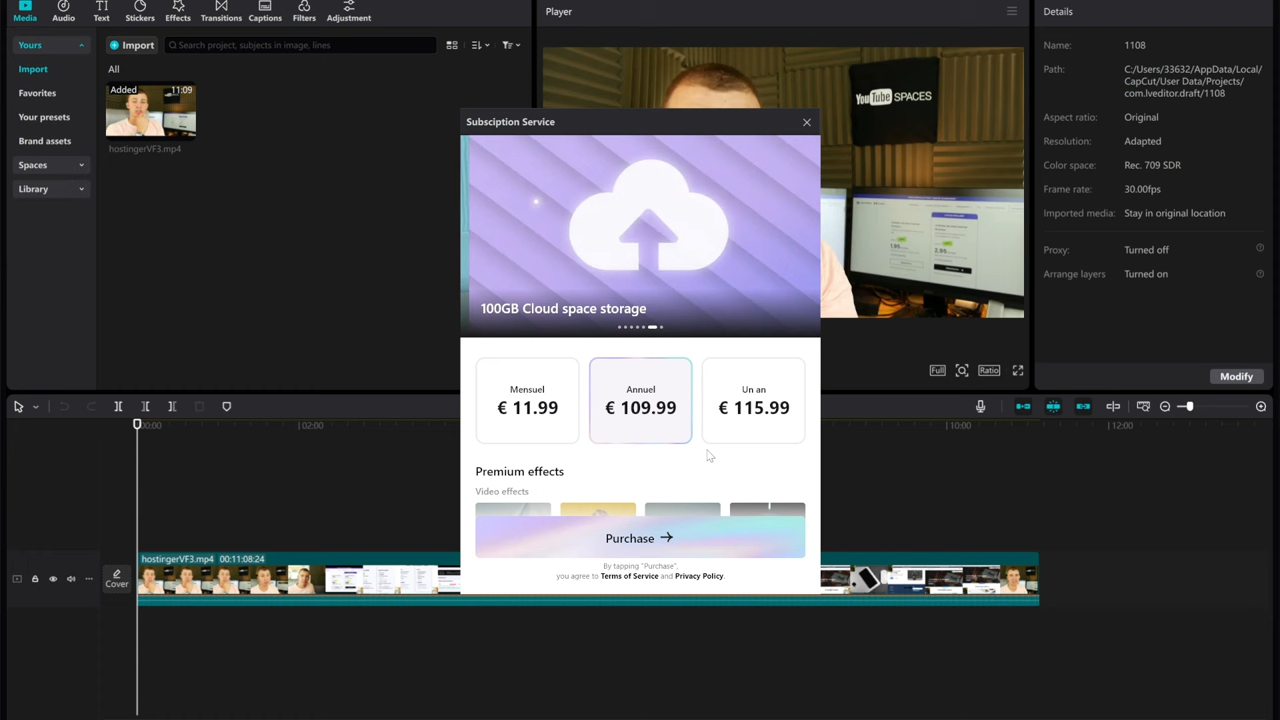 Media
Audio
Text
Stickers
Effects
Transitions
Captions
Filters
Adjustment
Yours
Import
Favorites
Your presets
Brand assets
Spaces
Library
Import
Search project, subjects in image, lines
All
Added
11:09
hostingerVF3.mp4
Player
YouTube SPACES
Full
Ratio
Details
Name: 1108
Path: C:/Users/33632/AppData/Local/
CapCut/User Data/Projects/
com.lveditor.draft/1108
Aspect ratio: Original
Resolution: Adapted
Color space: Rec. 709 SDR
Frame rate: 30.00fps
Imported media: Stay in original location
Proxy: Turned off
Arrange layers Turned on
Modify
Subsciption Service
100GB Cloud space storage
Mensuel
€ 11.99
Annuel
€ 109.99
Un an
€ 115.99
Premium effects
Video effects
Purchase
By tapping "Purchase",
you agree to Terms of Service and Privacy Policy.
00:00
02:00
10:00
12:00
Cover
hostingerVF3.mp4 00:11:08:24